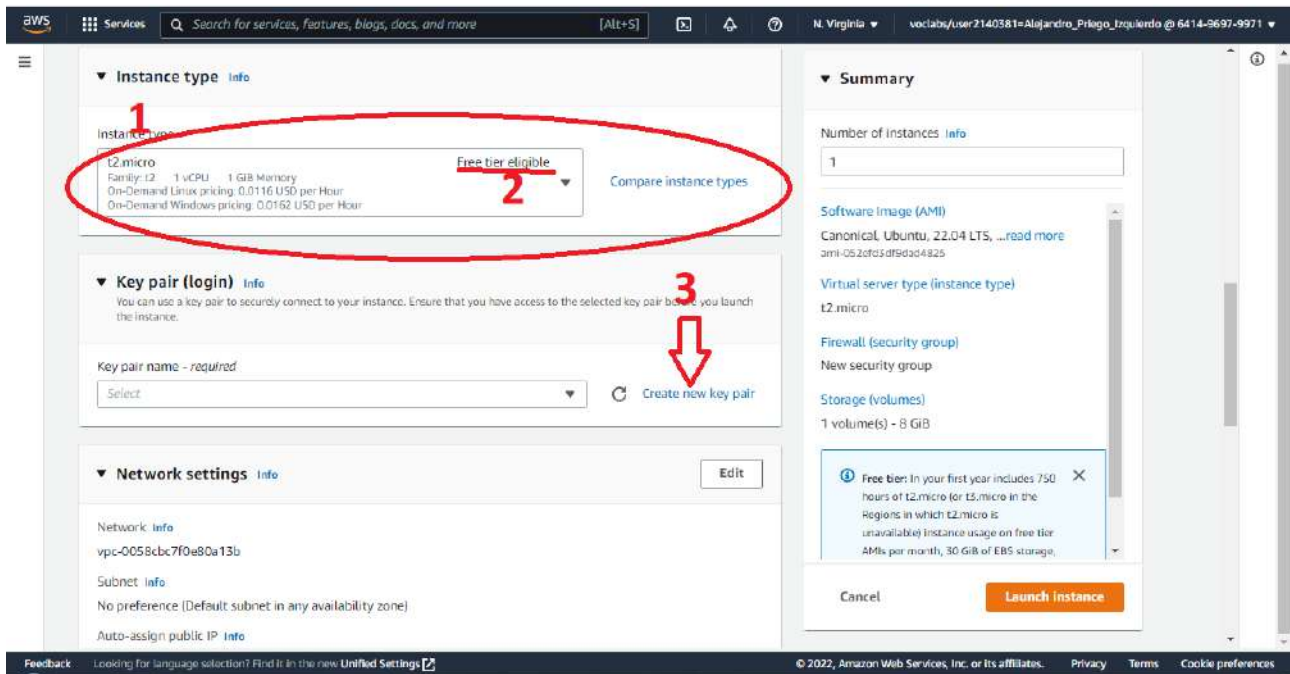 aws
Services
Search for services, features, blogs, docs, and more
[Alt+S]
N. Virginia
voclabs/user2140381=Alejandro_Priego_Izquierdo @ 6414-9697-9971
Instance type Info
1
Instance type
t2.micro
Free tier eligible
Family: t2 1 vCPU 1 GiB Memory
On-Demand Linux pricing: 0.0116 USD per Hour
On-Demand Windows pricing: 0.0162 USD per Hour
2
Compare instance types
Key pair (login) Info
You can use a key pair to securely connect to your instance. Ensure that you have access to the selected key pair before you launch
the instance.
3
Key pair name - required
Select
Create new key pair
Network settings Info
Edit
Network Info
vpc-0058cbc7f0e80a13b
Subnet Info
No preference (Default subnet in any availability zone)
Auto-assign public IP Info
Summary
Number of instances Info
1
Software Image (AMI)
Canonical, Ubuntu, 22.04 LTS, ...read more
ami-052efd3df9dad4825
Virtual server type (instance type)
t2.micro
Firewall (security group)
New security group
Storage (volumes)
1 volume(s) - 8 GiB
Free tier: In your first year includes 750
hours of t2.micro (or t3.micro in the
Regions in which t2.micro is
unavailable) instance usage on free tier
AMIs per month, 30 GiB of EBS storage,
Cancel
Launch instance
Feedback
Looking for language selection? Find it in the new Unified Settings
© 2022, Amazon Web Services, Inc. or its affiliates.
Privacy
Terms
Cookie preferences